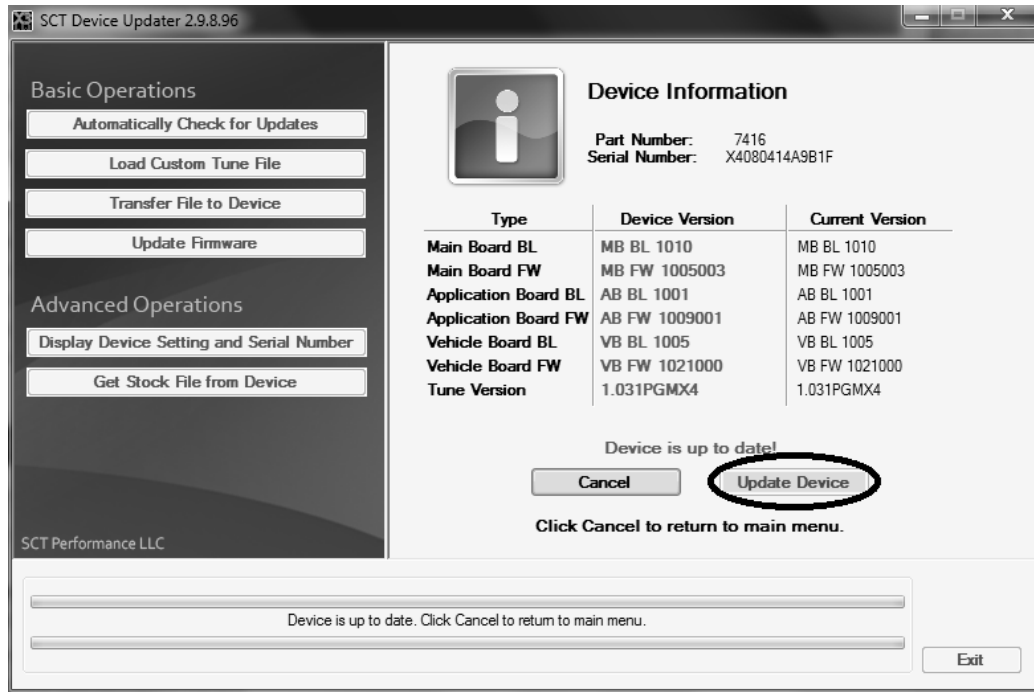 SCT Device Updater 2.9.8.96
Basic Operations
Automatically Check for Updates
Load Custom Tune File
Transfer File to Device
Update Firmware
Advanced Operations
Display Device Setting and Serial Number
Get Stock File from Device
SCT Performance LLC
Device Information
Part Number: 7416
Serial Number: X4080414A9B1F
Type Device Version Current Version
Main Board BL MB BL 1010 MB BL 1010
Main Board FW MB FW 1005003 MB FW 1005003
Application Board BL AB BL 1001 AB BL 1001
Application Board FW AB FW 1009001 AB FW 1009001
Vehicle Board BL VB BL 1005 VB BL 1005
Vehicle Board FW VB FW 1021000 VB FW 1021000
Tune Version 1.031PGMX4 1.031PGMX4
Device is up to date!
Cancel Update Device
Click Cancel to return to main menu.
Device is up to date. Click Cancel to return to main menu.
Exit